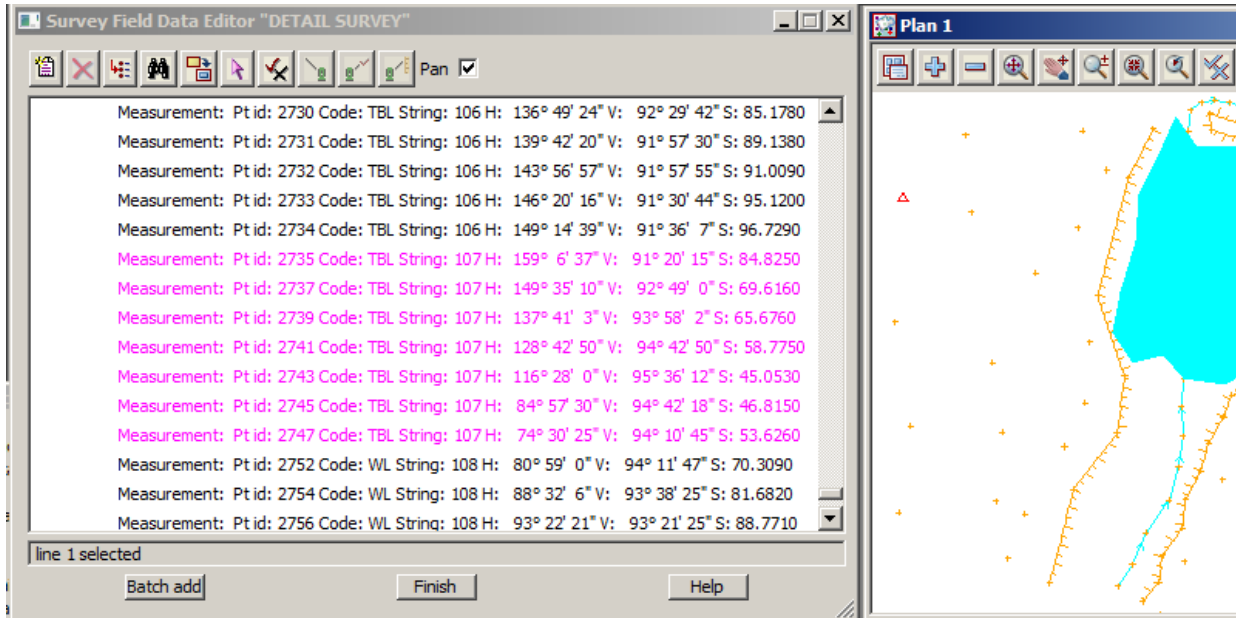 Survey Field Data Editor "DETAIL SURVEY"
Pan
Measurement: Pt id: 2730 Code: TBL String: 106 H: 136° 49' 24" V: 92° 29' 42" S: 85.1780
Measurement: Pt id: 2731 Code: TBL String: 106 H: 139° 42' 20" V: 91° 57' 30" S: 89.1380
Measurement: Pt id: 2732 Code: TBL String: 106 H: 143° 56' 57" V: 91° 57' 55" S: 91.0090
Measurement: Pt id: 2733 Code: TBL String: 106 H: 146° 20' 16" V: 91° 30' 44" S: 95.1200
Measurement: Pt id: 2734 Code: TBL String: 106 H: 149° 14' 39" V: 91° 36' 7" S: 96.7290
Measurement: Pt id: 2735 Code: TBL String: 107 H: 159° 6' 37" V: 91° 20' 15" S: 84.8250
Measurement: Pt id: 2737 Code: TBL String: 107 H: 149° 35' 10" V: 92° 49' 0" S: 69.6160
Measurement: Pt id: 2739 Code: TBL String: 107 H: 137° 41' 3" V: 93° 58' 2" S: 65.6760
Measurement: Pt id: 2741 Code: TBL String: 107 H: 128° 42' 50" V: 94° 42' 50" S: 58.7750
Measurement: Pt id: 2743 Code: TBL String: 107 H: 116° 28' 0" V: 95° 36' 12" S: 45.0530
Measurement: Pt id: 2745 Code: TBL String: 107 H: 84° 57' 30" V: 94° 42' 18" S: 46.8150
Measurement: Pt id: 2747 Code: TBL String: 107 H: 74° 30' 25" V: 94° 10' 45" S: 53.6260
Measurement: Pt id: 2752 Code: WL String: 108 H: 80° 59' 0" V: 94° 11' 47" S: 70.3090
Measurement: Pt id: 2754 Code: WL String: 108 H: 88° 32' 6" V: 93° 38' 25" S: 81.6820
Measurement: Pt id: 2756 Code: WL String: 108 H: 93° 22' 21" V: 93° 21' 25" S: 88.7710
line 1 selected
Batch add
Finish
Help
Plan 1